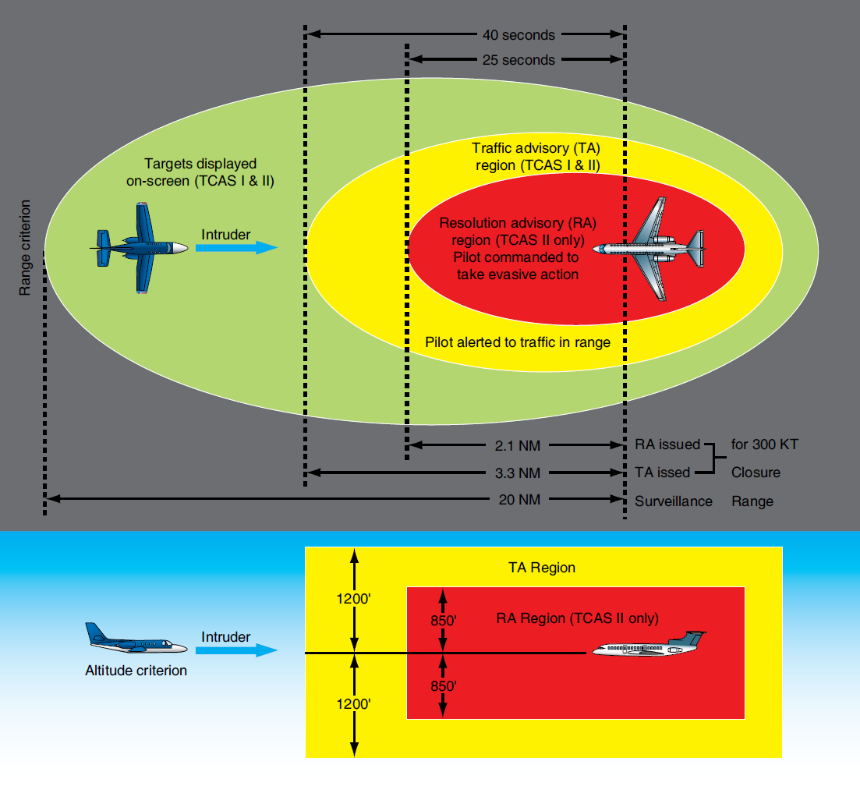 40 seconds
25 seconds
Traffic advisory (TA)
region (TCAS I & II)
Targets displayed
on-screen (TCAS I & II)
Range criterion
Intruder
Resolution advisory (RA)
region (TCAS II only)
Pilot commanded to
take evasive action
Pilot alerted to traffic in range
2.1 NM RA issued for 300 KT
3.3 NM TA issed Closure
20 NM Surveillance Range
TA Region
1200'
850'
RA Region (TCAS II only)
Intruder
Altitude criterion
850'
1200'